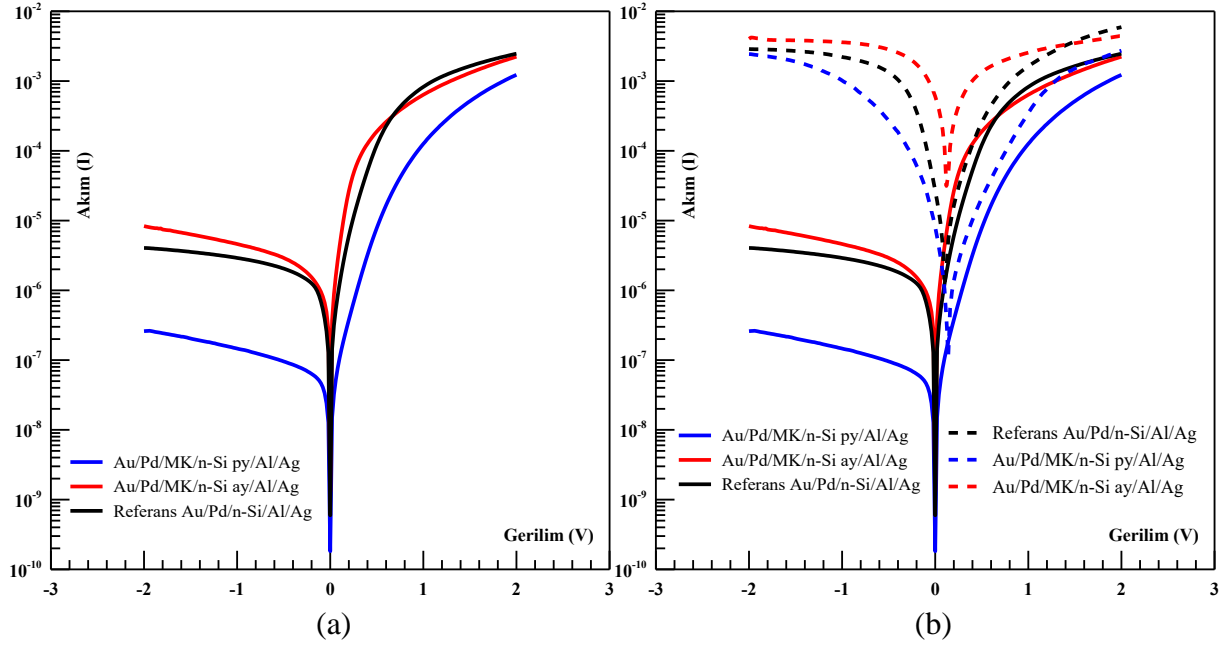 10-2
10-3
10-4
10-5
10-6
10-7
10-8
10-9
10-10
Akım (I)
Au/Pd/MK/n-Si py/Al/Ag
Au/Pd/MK/n-Si ay/Al/Ag
Referans Au/Pd/n-Si/Al/Ag
Gerilim (V)
-3 -2 -1 0 1 2 3
(a)
10-2
10-3
10-4
10-5
10-6
10-7
10-8
10-9
10-10
Akım (I)
Au/Pd/MK/n-Si py/Al/Ag
Au/Pd/MK/n-Si ay/Al/Ag
Referans Au/Pd/n-Si/Al/Ag
Referans Au/Pd/n-Si/Al/Ag
Au/Pd/MK/n-Si py/Al/Ag
Au/Pd/MK/n-Si ay/Al/Ag
Gerilim (V)
-3 -2 -1 0 1 2 3
(b)